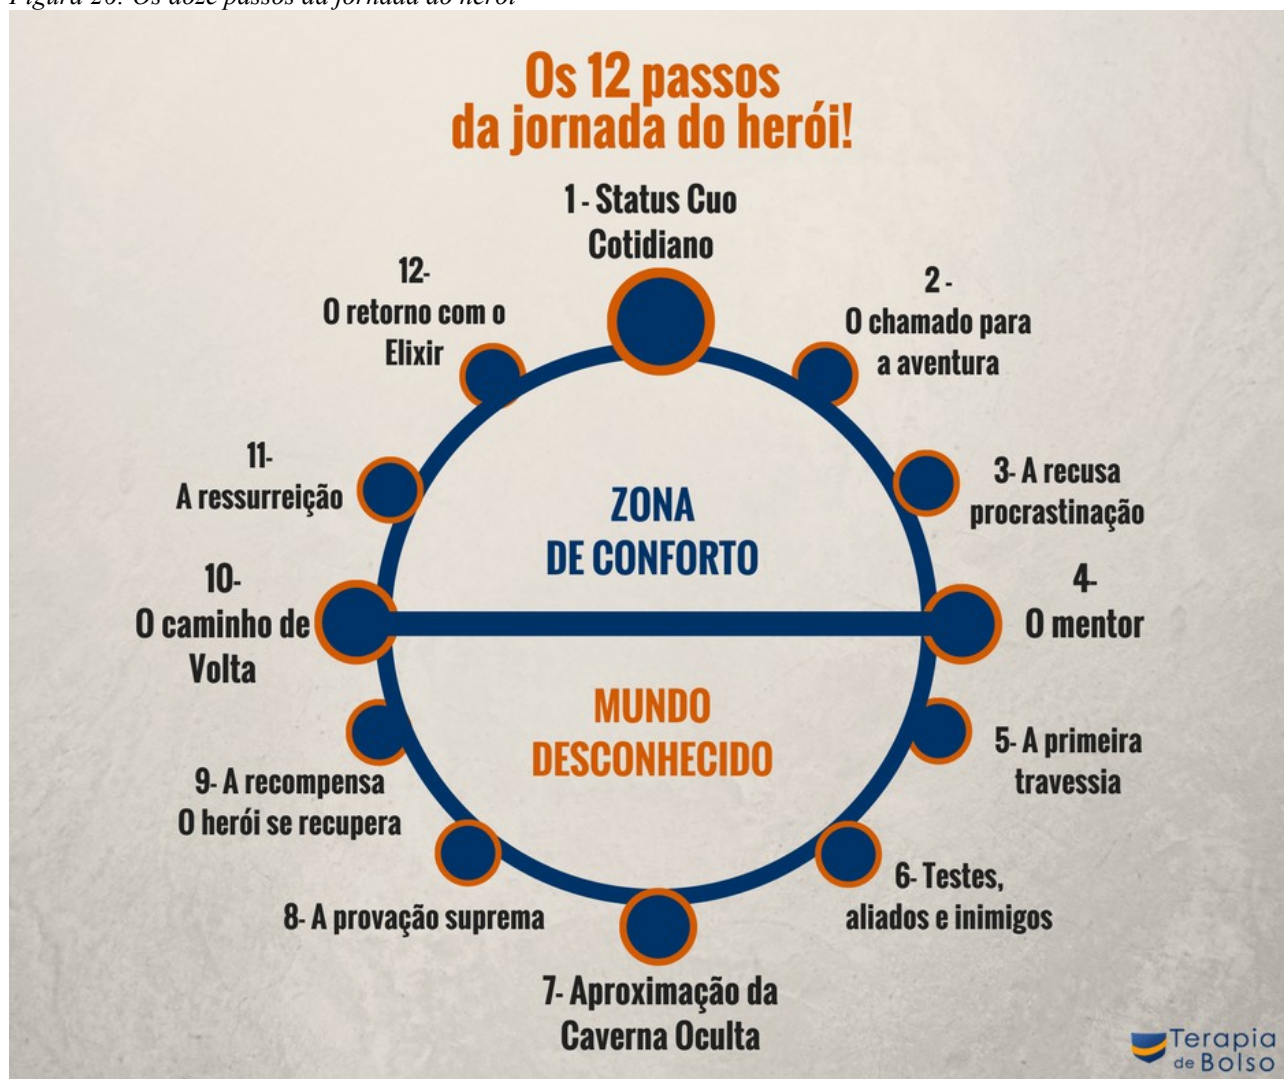 Figura 20: Os doze passos da jornada do herói
Os 12 passos
da jornada do herói!
1 - Status Cuo
Cotidiano
2 -
O chamado para
a aventura
3- A recusa
procrastinação
4-
O mentor
5- A primeira
travessia
6- Testes,
aliados e inimigos
7- Aproximação da
Caverna Oculta
8- A provação suprema
9- A recompensa
O herói se recupera
10-
O caminho de
Volta
11-
A ressurreição
12-
O retorno com o
Elixir
ZONA
DE CONFORTO
MUNDO
DESCONHECIDO
Terapia
de Bolso